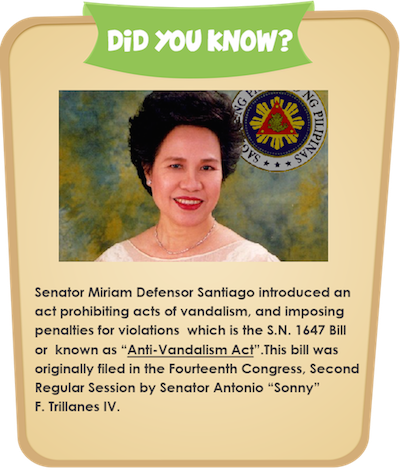 DiD YOU KNOW?
NG PILIPINAS
Senator Miriam Defensor Santiago introduced an
act prohibiting acts of vandalism, and imposing
penalties for violations  which is the S.N. 1647 Bill
or  known as “Anti-Vandalism Act”.This bill was
originally filed in the Fourteenth Congress, Second
Regular Session by Senator Antonio “Sonny”
F. Trillanes IV.